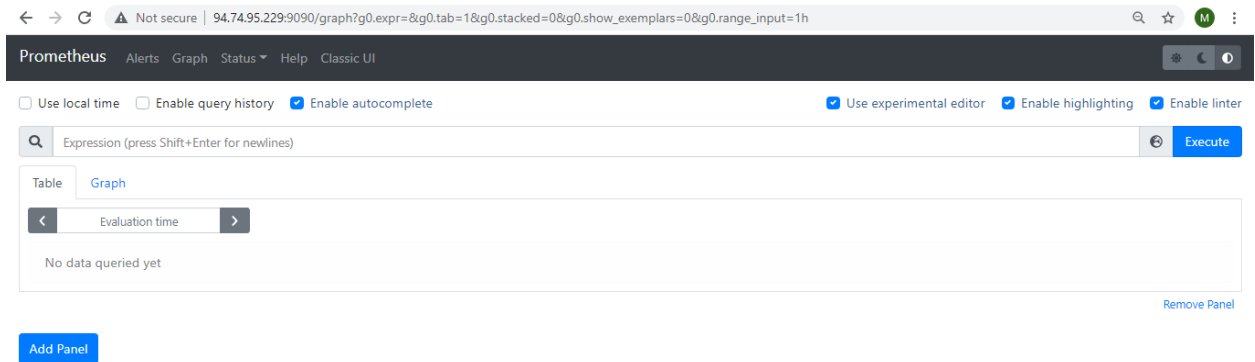 Not secure | 94.74.95.229:9090/graph?g0.expr=&g0.tab=1&g0.stacked=0&g0.show_exemplars=0&g0.range_input=1h M
Prometheus Alerts Graph Status Help Classic UI
Use local time Enable query history Enable autocomplete Use experimental editor Enable highlighting Enable linter
Expression (press Shift+Enter for newlines) Execute
Table Graph
Evaluation time
No data queried yet
Remove Panel
Add Panel